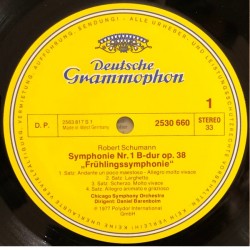 Deutsche
Grammophon
1
D. P.
2530 660
STEREO
33
Made in West Germany
Robert Schumann
Symphonie Nr. 1 B-dur op. 38
„Frühlingssymphonie"
1. Satz: Andante un poco maestoso - Allegro molto vivace
2. Satz: Larghetto
3. Satz: Scherzo. Molto vivace
4. Satz: Allegro animato e grazioso
Chicago Symphony Orchestra
Dirigent: Daniel Barenboim
℗ 1977 Polydor International
GMBH